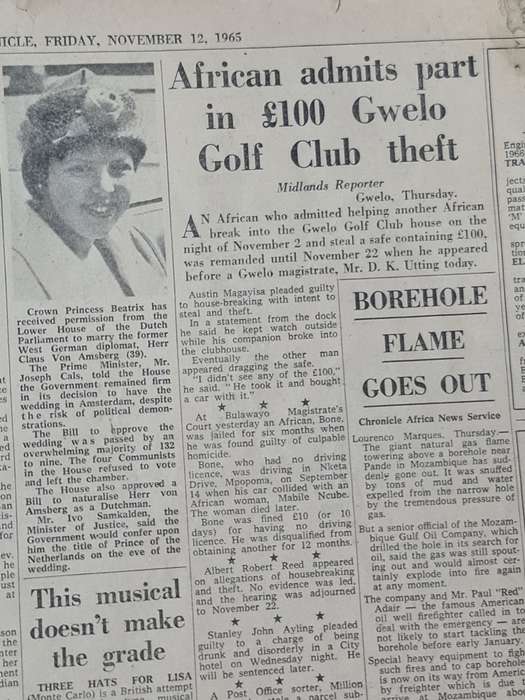 NICLE, FRIDAY, NOVEMBER 12, 1965
Crown Princess Beatrix has
received permission from the
Lower House of the Dutch
Parliament to marry the former
West German diplomat, Herr
Claus Von Amsberg (39).
The Prime Minister, Mr.
Joseph Cals, told the House
the Government remained firm
in its decision to have the
wedding in Amsterdam, despite
the risk of political demon-
strations.
The Bill to approve the
wedding was passed by an
overwhelming majority of 132
to nine. The four Communists
in the House refused to vote
and left the chamber.
The House also approved a
Bill to naturalise Herr von
Amsberg as a Dutchman.
Mr. Ivo Samkalden, the
Minister of Justice, said the
Government would confer upon
him the title of Prince of the
Netherlands on the eve of the
wedding.
This musical
doesn't make
the grade
THREE HATS FOR LISA
(Monte Carlo) is a British attempt
African admits part
in £100 Gwelo
Golf Club theft
Midlands Reporter
Gwelo, Thursday.
AN African who admitted helping another African
break into the Gwelo Golf Club house on the
night of November 2 and steal a safe containing £100,
was remanded until November 22 when he appeared
before a Gwelo magistrate, Mr. D. K. Utting today.
Austin Magayisa pleaded guilty
to house-breaking with intent to
steal and theft.
In a statement from the dock
he said he kept watch outside
while his companion broke into
the clubhouse.
Eventually the other man
appeared dragging the safe.
"I didn't see any of the £100,"
he said. "He took it and bought
a car with it."
★ ★ ★
At Bulawayo Magistrate's
Court yesterday an African, Bone,
was jailed for six months when
he was found guilty of culpable
homicide.
Bone, who had no driving
licence, was driving in Nketa
Drive, Mpopoma, on September
14 when his car collided with an
African woman, Mabile Ncube.
The woman died later.
Bone was fined £10 (or 10
days) for having no driving
licence. He was disqualified from
obtaining another for 12 months.
★ ★ ★
Albert Robert Reed appeared
on allegations of housebreaking
and theft. No evidence was led,
and the hearing was adjourned
to November 22.
★ ★ ★
Stanley John Ayling pleaded
guilty to a charge of being
drunk and disorderly in a City
hotel on Wednesday night. He
will be sentenced later.
★ ★ ★
A Post Office sorter, Million
BOREHOLE
FLAME
GOES OUT
Chronicle Africa News Service
Lourenco Marques, Thursday.—
The giant natural gas flame
towering above a borehole near
Pande in Mozambique has sud-
denly gone out. It was snuffed
by tons of mud and water
expelled from the narrow hole
by the tremendous pressure of
gas.
But a senior official of the Mozam-
bique Gulf Oil Company, which
drilled the hole in its search for
oil, said the gas was still spout-
ing out and would almost cer-
tainly explode into fire again
at any moment.
The company and Mr. Paul "Red"
Adair — the famous American
oil well firefighter called in to
deal with the emergency — are
not likely to start tackling the
borehole before early January.
Special heavy equipment to fight
such fires and to cap boreholes
is now on its way from America
by freighter which is due